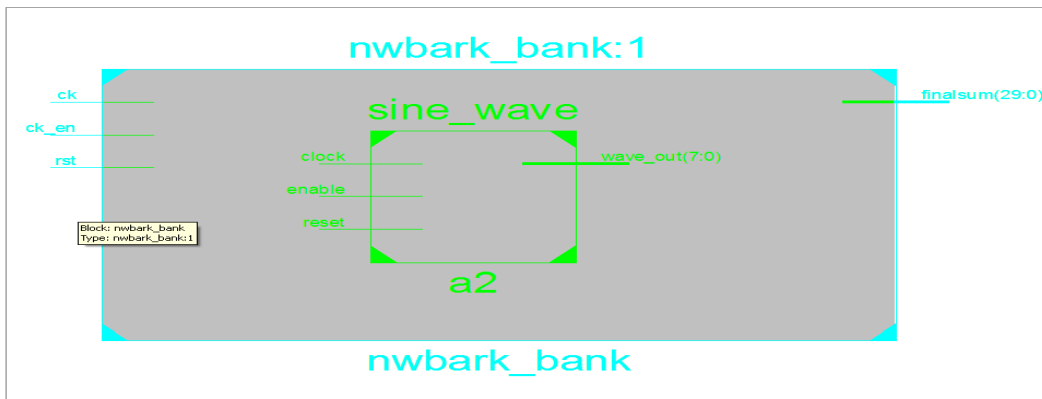 nwbark_bank:1
ck
finalsum(29:0)
sine_wave
ck_en
clock
wave_out(7:0)
rst
enable
reset
Block: nwbark_bank
Type: nwbark_bank:1
a2
nwbark_bank